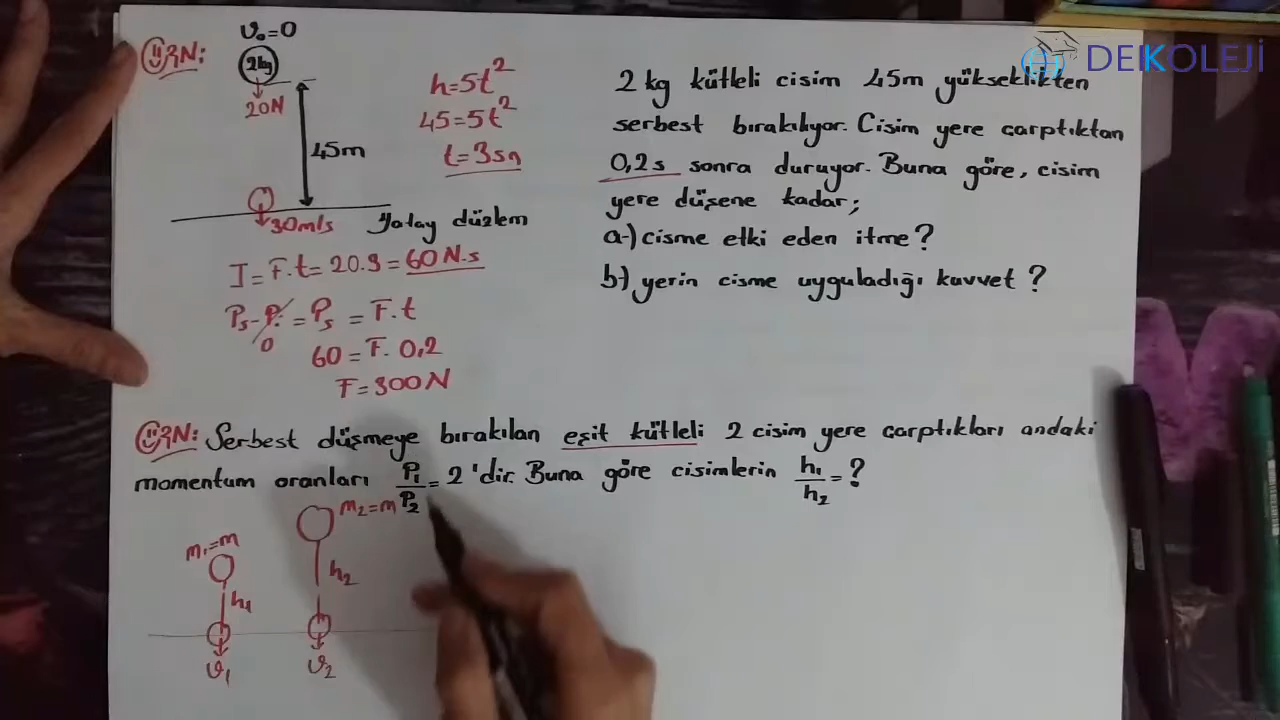 DEKOLEJİ
ÖRN:
υ₀=0
2kg
20N
45m
30m/s
Yatay düzlem
h=5t²
45=5t²
t=3sn
I=F.t=20.3=60N.s
Pₛ-Pᵢ=Pₛ=F.t
0
60=F.0,2
F=300N
2 kg kütleli cisim 45m yükseklikten
serbest bırakılıyor. Cisim yere çarptıktan
0,2s sonra duruyor. Buna göre, cisim
yere düşene kadar;
a-) cisme etki eden itme?
b-) yerin cisme uyguladığı kuvvet?
ÖRN: Serbest düşmeye bırakılan eşit kütleli 2 cisim yere çarptıkları andaki
momentum oranları P₁/P₂=2'dir. Buna göre cisimlerin h₁/h₂=?
m₁=m
h₁
υ₁
m₂=m
h₂
υ₂